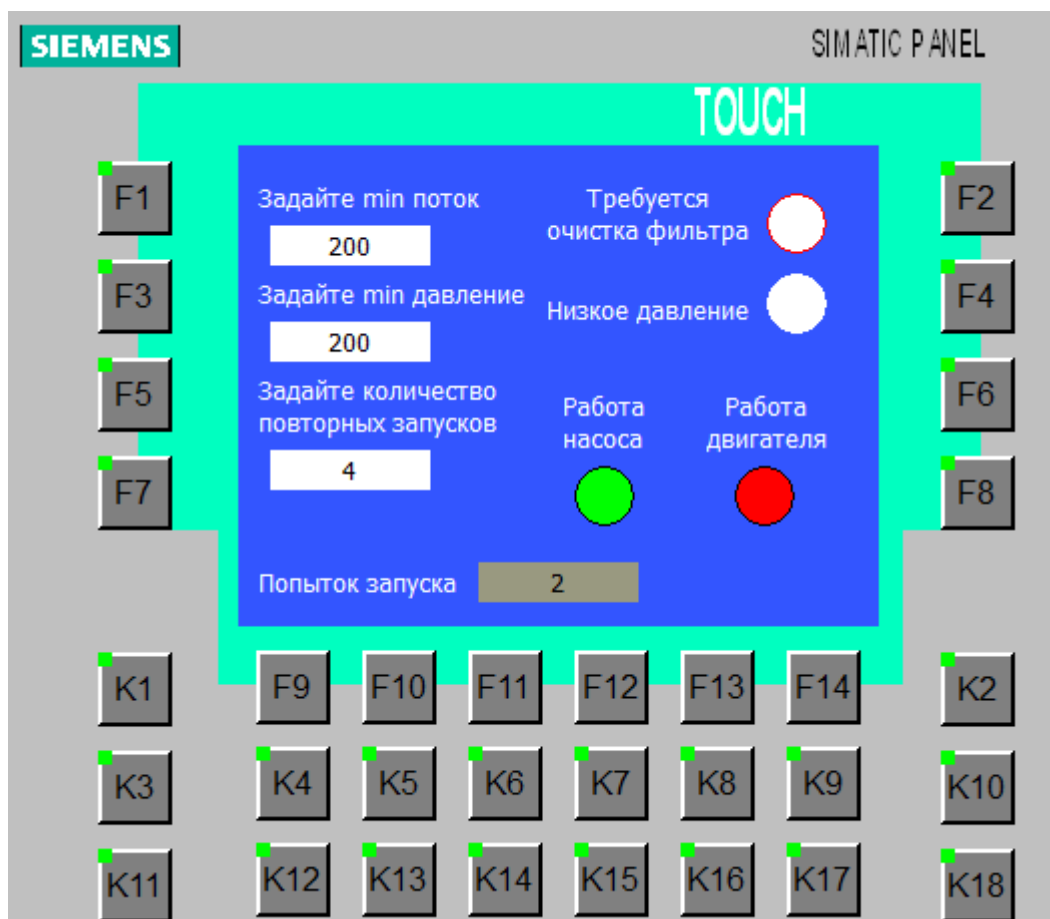 SIEMENS
SIMATIC PANEL
TOUCH
F1
F2
Задайте min поток
200
Требуется
очистка фильтра
F3
F4
Задайте min давление
200
Низкое давление
F5
F6
Задайте количество
повторных запусков
4
Работа
насоса
Работа
двигателя
F7
F8
Попыток запуска
2
K1
F9
F10
F11
F12
F13
F14
K2
K3
K4
K5
K6
K7
K8
K9
K10
K11
K12
K13
K14
K15
K16
K17
K18